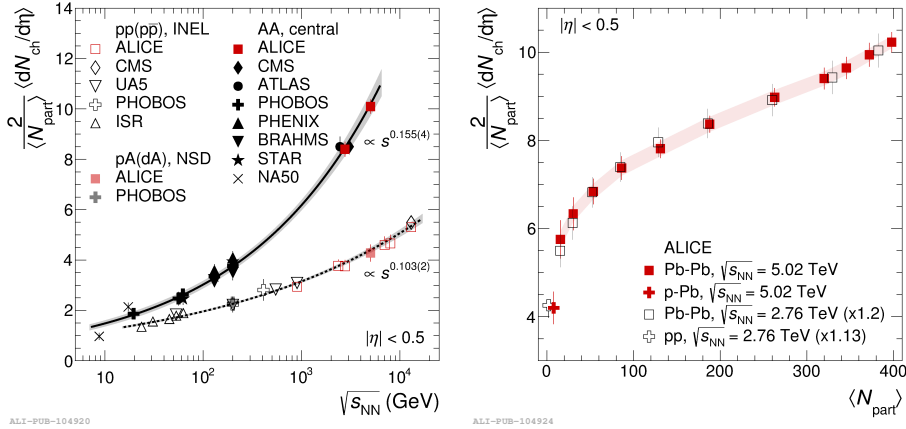 2/⟨N_part⟩ ⟨dN_ch/dη⟩
14
12
10
8
6
4
2
0
pp(pp̅), INEL
ALICE
CMS
UA5
PHOBOS
ISR
pA(dA), NSD
ALICE
PHOBOS
AA, central
ALICE
CMS
ATLAS
PHOBOS
PHENIX
BRAHMS
STAR
NA50
∝ s^0.155(4)
∝ s^0.103(2)
|η| < 0.5
10 10² 10³ 10⁴
√s_NN (GeV)
ALI-PUB-104920
2/⟨N_part⟩ ⟨dN_ch/dη⟩
|η| < 0.5
10
8
6
4
ALICE
Pb-Pb, √s_NN = 5.02 TeV
p-Pb, √s_NN = 5.02 TeV
Pb-Pb, √s_NN = 2.76 TeV (x1.2)
pp, √s_NN = 2.76 TeV (x1.13)
0 100 200 300 400
⟨N_part⟩
ALI-PUB-104924